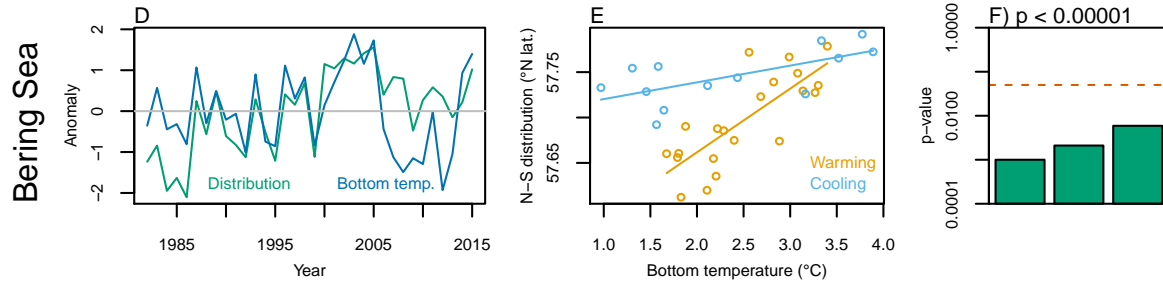 Bering Sea
D
Anomaly
2
1
0
−1
−2
Distribution
Bottom temp.
1985
1995
2005
2015
Year
E
N−S distribution (°N lat.)
57.75
57.65
Warming
Cooling
1.0
1.5
2.0
2.5
3.0
3.5
4.0
Bottom temperature (°C)
F) p < 0.00001
p−value
1.0000
0.0100
0.0001